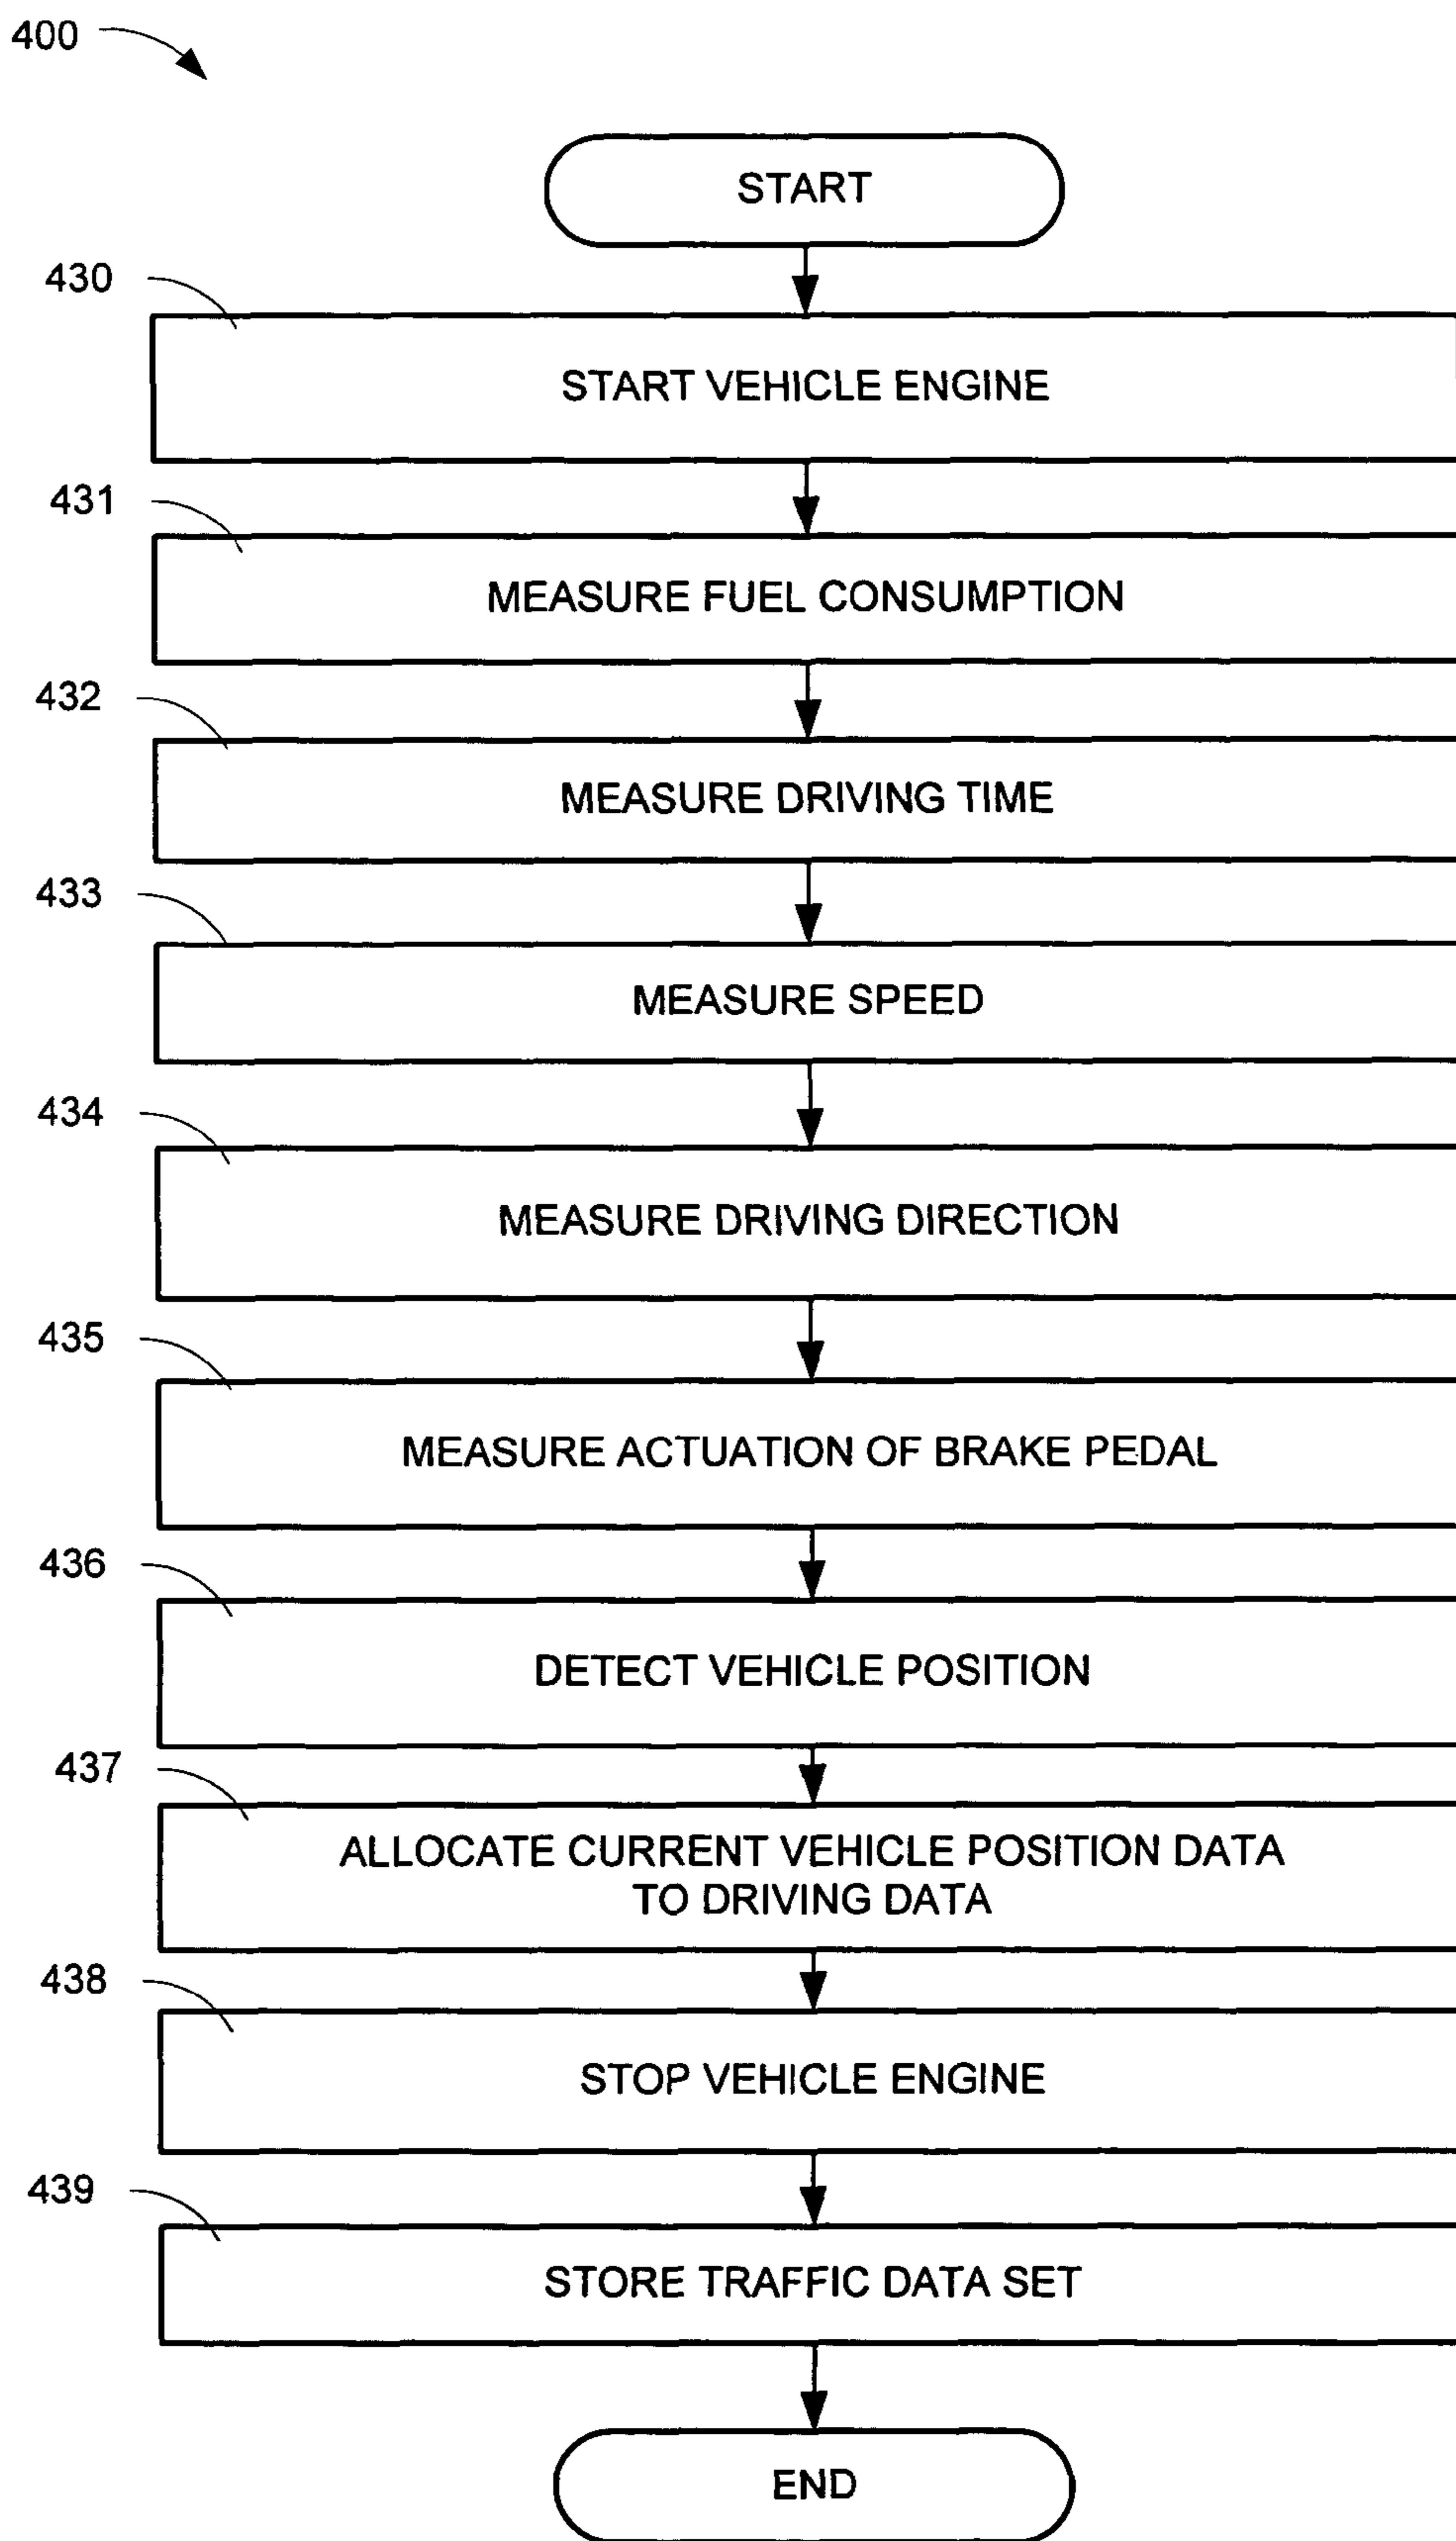 400
START
430
START VEHICLE ENGINE
431
MEASURE FUEL CONSUMPTION
432
MEASURE DRIVING TIME
433
MEASURE SPEED
434
MEASURE DRIVING DIRECTION
435
MEASURE ACTUATION OF BRAKE PEDAL
436
DETECT VEHICLE POSITION
437
ALLOCATE CURRENT VEHICLE POSITION DATA
TO DRIVING DATA
438
STOP VEHICLE ENGINE
439
STORE TRAFFIC DATA SET
END